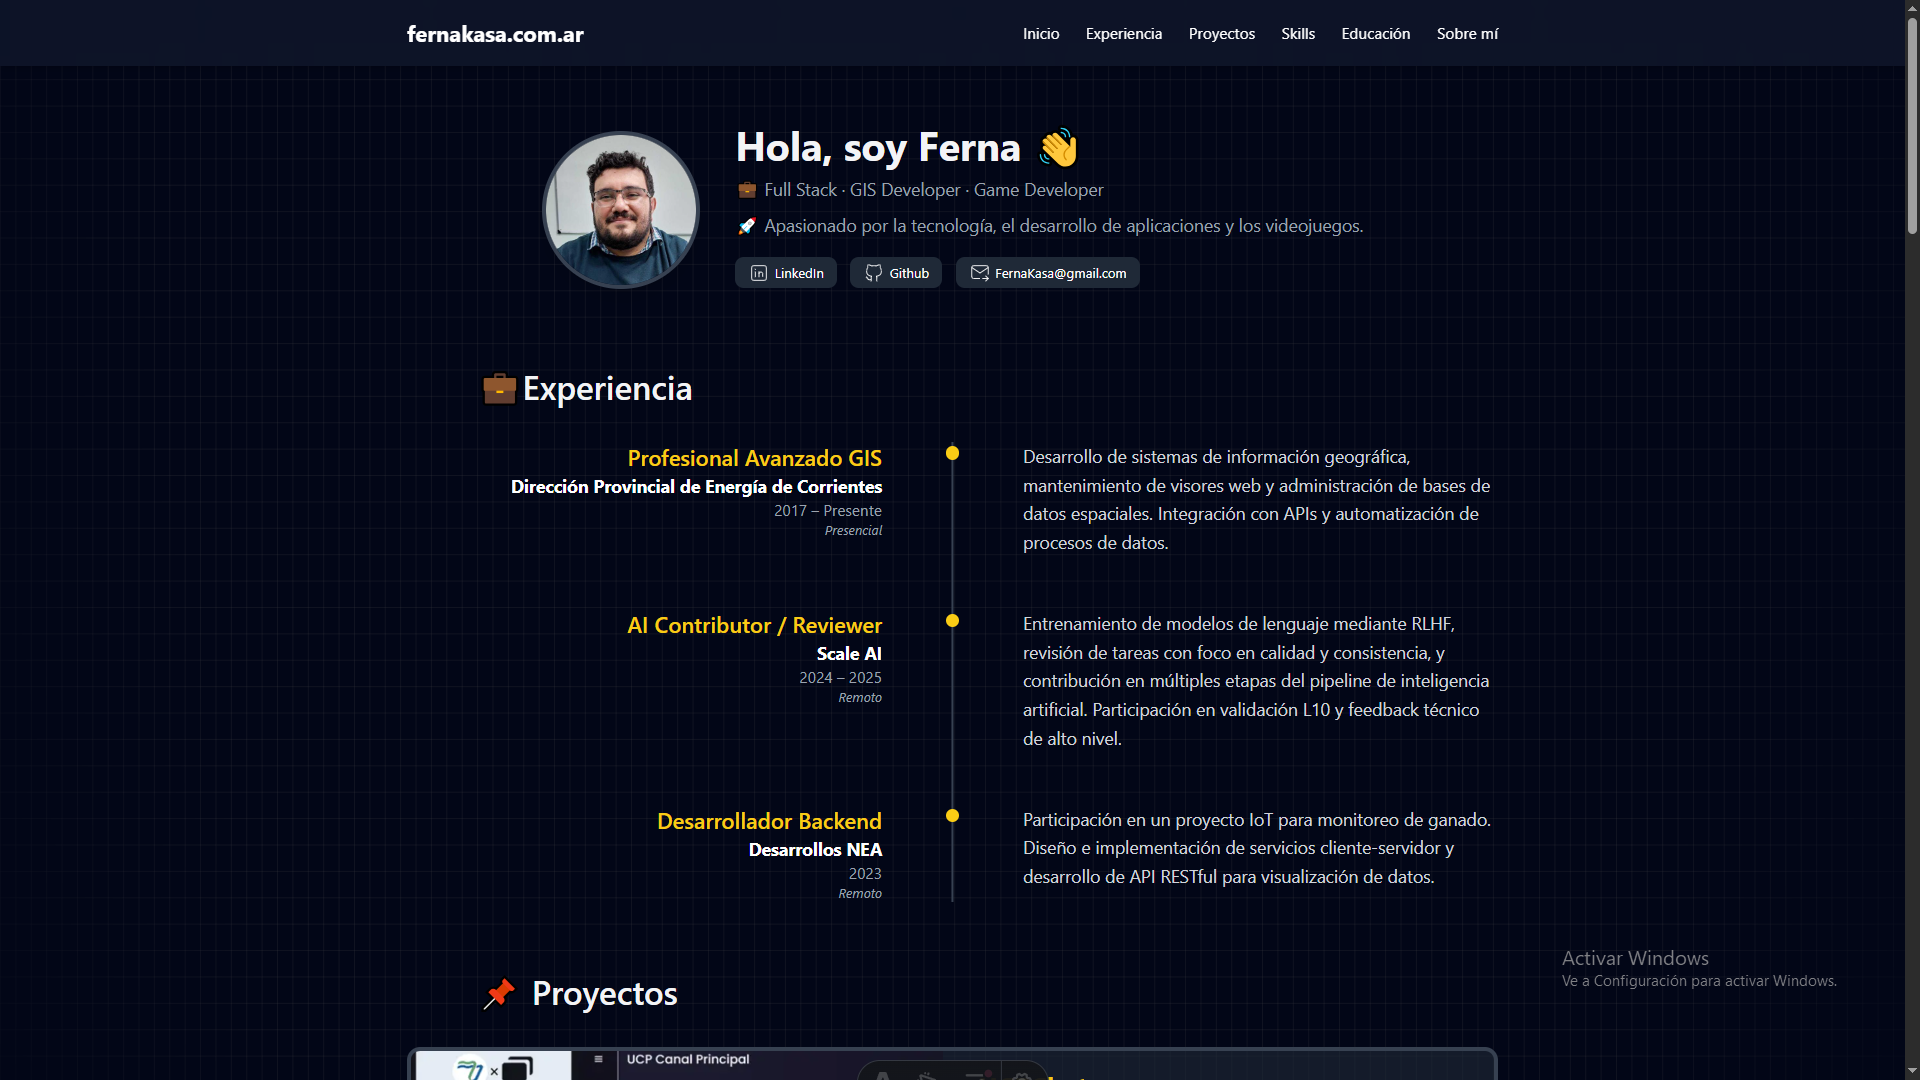 fernakasa.com.ar
Inicio Experiencia Proyectos Skills Educación Sobre mí
Hola, soy Ferna 👋
💼 Full Stack · GIS Developer · Game Developer
🚀 Apasionado por la tecnología, el desarrollo de aplicaciones y los videojuegos.
LinkedIn Github FernaKasa@gmail.com
💼 Experiencia
Profesional Avanzado GIS
Dirección Provincial de Energía de Corrientes
2017 – Presente
Presencial
Desarrollo de sistemas de información geográfica,
mantenimiento de visores web y administración de bases de
datos espaciales. Integración con APIs y automatización de
procesos de datos.
AI Contributor / Reviewer
Scale AI
2024 – 2025
Remoto
Entrenamiento de modelos de lenguaje mediante RLHF,
revisión de tareas con foco en calidad y consistencia, y
contribución en múltiples etapas del pipeline de inteligencia
artificial. Participación en validación L10 y feedback técnico
de alto nivel.
Desarrollador Backend
Desarrollos NEA
2023
Remoto
Participación en un proyecto IoT para monitoreo de ganado.
Diseño e implementación de servicios cliente-servidor y
desarrollo de API RESTful para visualización de datos.
Activar Windows
Ve a Configuración para activar Windows.
📌 Proyectos
UCP Canal Principal